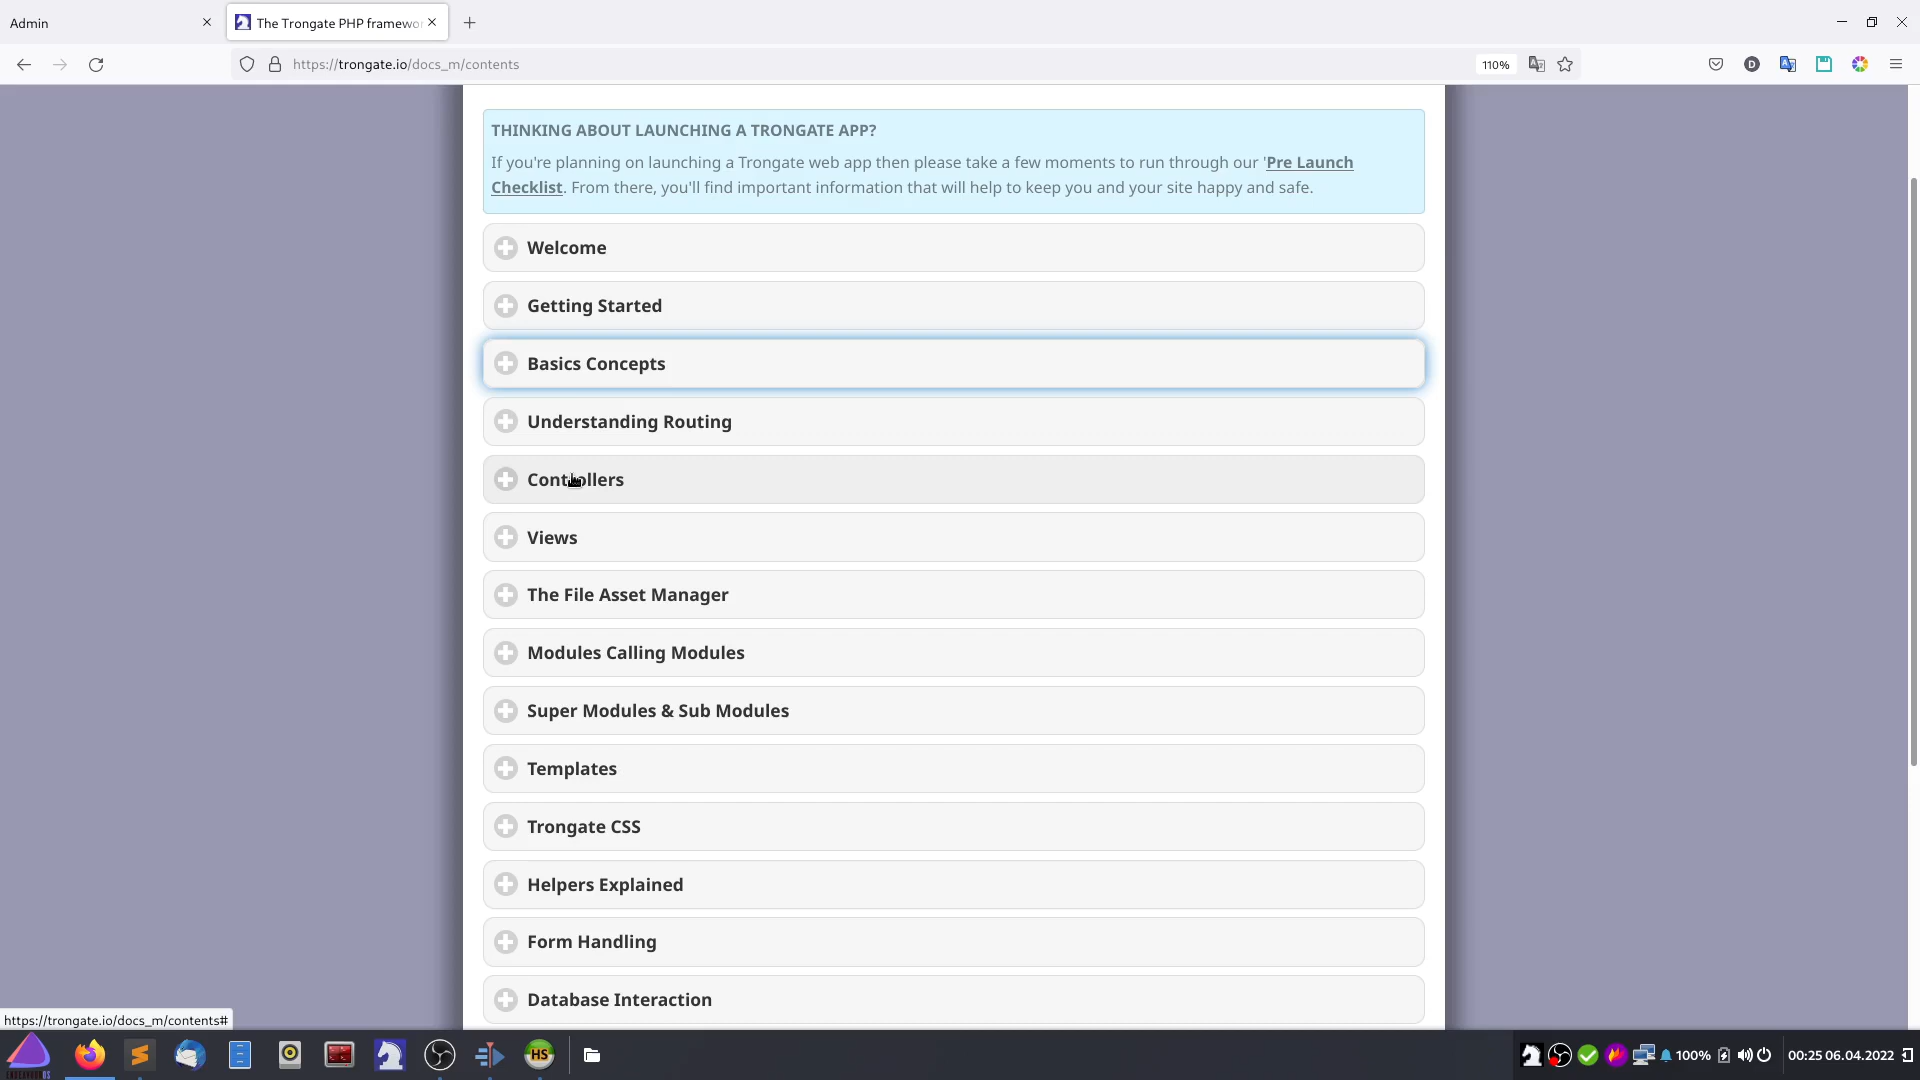 Admin
The Trongate PHP framewo
https://trongate.io/docs_m/contents
110%
THINKING ABOUT LAUNCHING A TRONGATE APP?
If you're planning on launching a Trongate web app then please take a few moments to run through our 'Pre Launch
Checklist. From there, you'll find important information that will help to keep you and your site happy and safe.
Welcome
Getting Started
Basics Concepts
Understanding Routing
Controllers
Views
The File Asset Manager
Modules Calling Modules
Super Modules & Sub Modules
Templates
Trongate CSS
Helpers Explained
Form Handling
Database Interaction
https://trongate.io/docs_m/contents#
HS
100%
00:25 06.04.2022